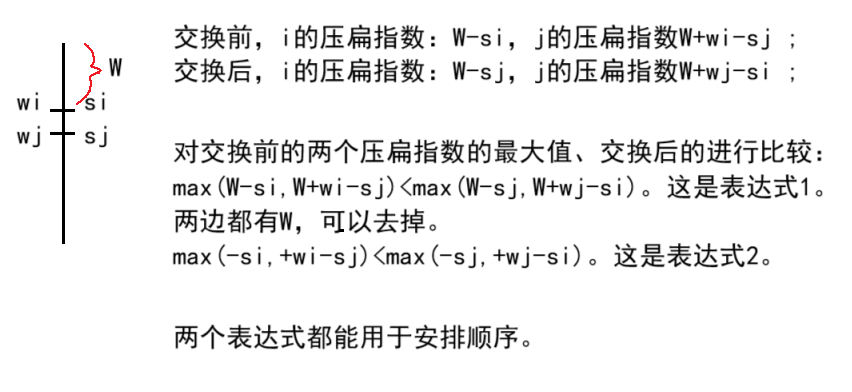 交换前，i的压扁指数：W-si，j的压扁指数W+wi-sj ；
交换后，i的压扁指数：W-sj，j的压扁指数W+wj-si ；
W
wi si
wj sj
对交换前的两个压扁指数的最大值、交换后的进行比较：
max(W-si,W+wi-sj)<max(W-sj,W+wj-si)。这是表达式1。
两边都有W，可以去掉。
max(-si,+wi-sj)<max(-sj,+wj-si)。这是表达式2。
两个表达式都能用于安排顺序。